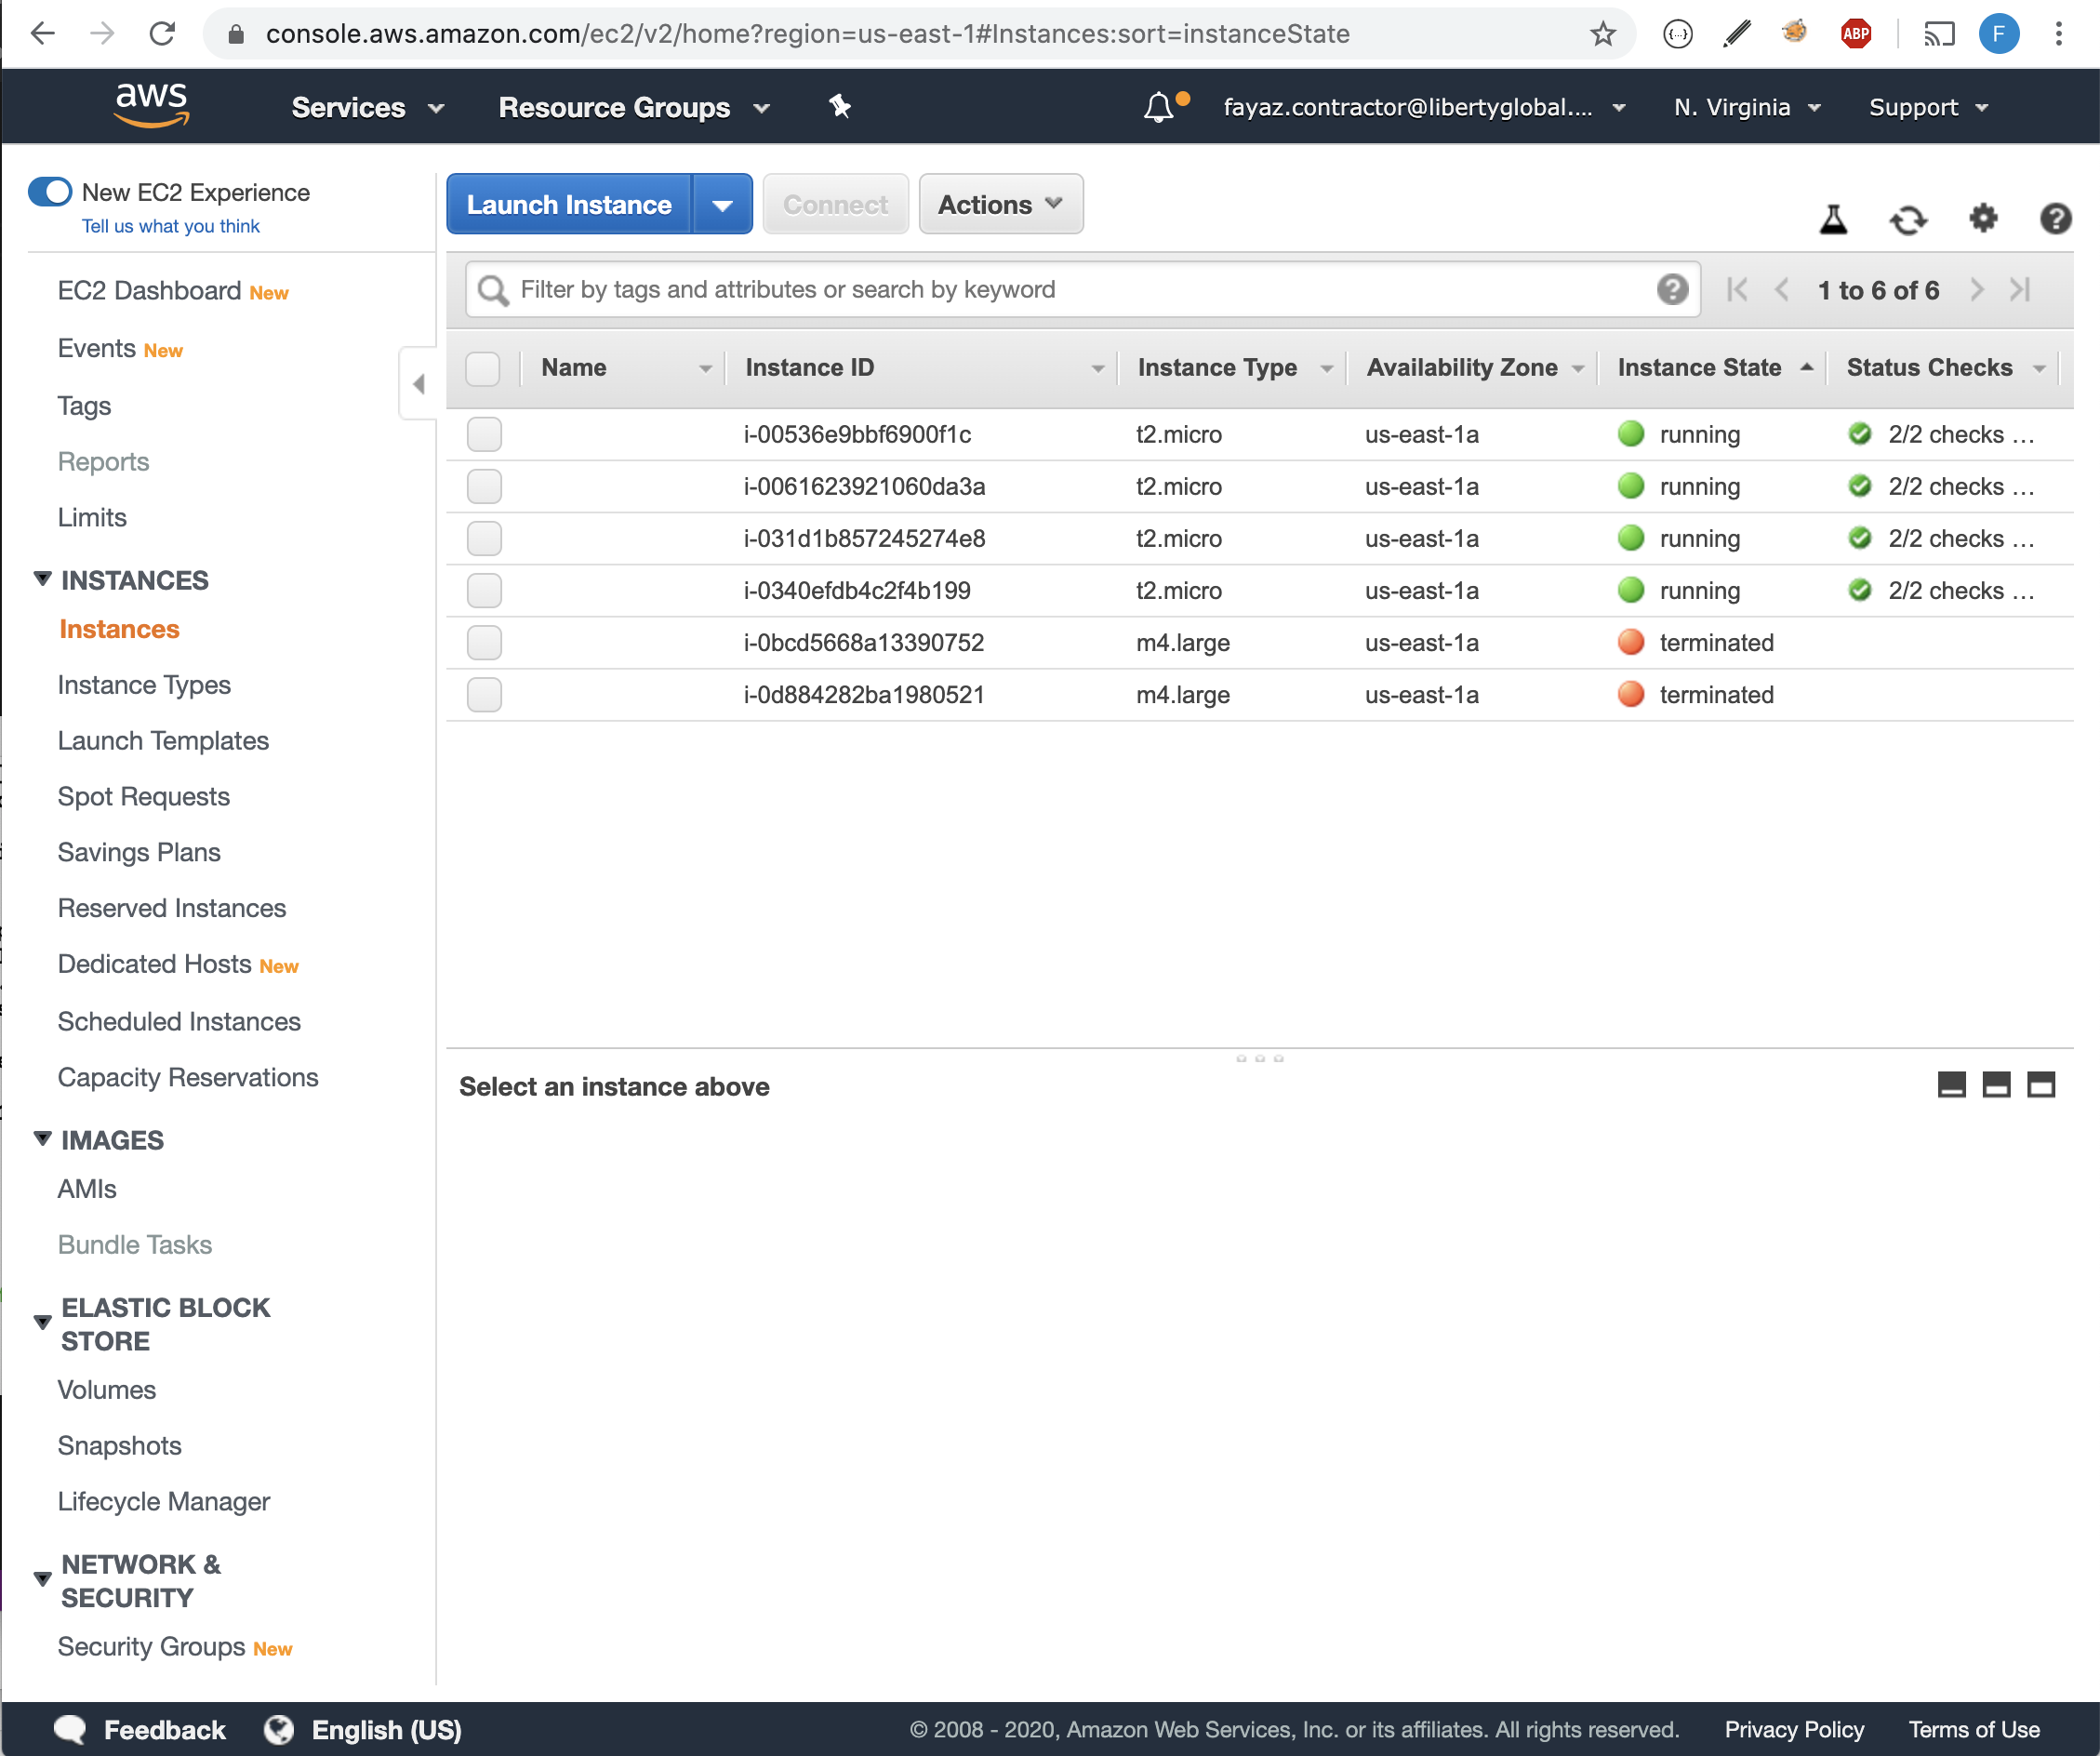 console.aws.amazon.com/ec2/v2/home?region=us-east-1#Instances:sort=instanceState
{...}
ABP
F
aws
Services
Resource Groups
fayaz.contractor@libertyglobal....
N. Virginia
Support
New EC2 Experience
Tell us what you think
EC2 Dashboard New
Events New
Tags
Reports
Limits
INSTANCES
Instances
Instance Types
Launch Templates
Spot Requests
Savings Plans
Reserved Instances
Dedicated Hosts New
Scheduled Instances
Capacity Reservations
IMAGES
AMIs
Bundle Tasks
ELASTIC BLOCK
STORE
Volumes
Snapshots
Lifecycle Manager
NETWORK &
SECURITY
Security Groups New
Launch Instance
Connect
Actions
Filter by tags and attributes or search by keyword
1 to 6 of 6
Name Instance ID Instance Type Availability Zone Instance State Status Checks
i-00536e9bbf6900f1c t2.micro us-east-1a running 2/2 checks ...
i-0061623921060da3a t2.micro us-east-1a running 2/2 checks ...
i-031d1b857245274e8 t2.micro us-east-1a running 2/2 checks ...
i-0340efdb4c2f4b199 t2.micro us-east-1a running 2/2 checks ...
i-0bcd5668a13390752 m4.large us-east-1a terminated
i-0d884282ba1980521 m4.large us-east-1a terminated
Select an instance above
Feedback
English (US)
© 2008 - 2020, Amazon Web Services, Inc. or its affiliates. All rights reserved.
Privacy Policy
Terms of Use